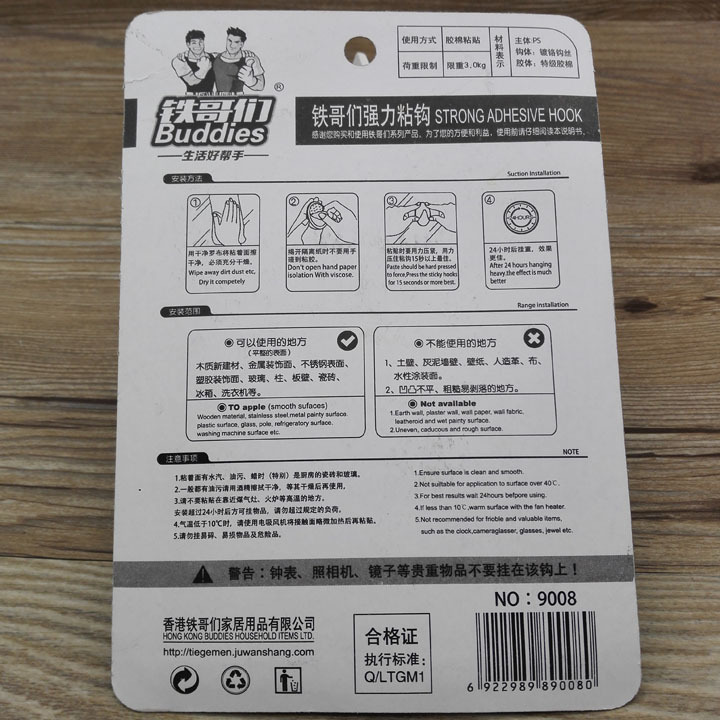 使用方式 胶棉粘贴
荷重限制 限重3.0kg
材料表示
主体 PS
钩体: 镀铬钩丝
胶体: 特级胶棉
®
铁哥们
Buddies
生活好帮手
铁哥们强力粘钩 STRONG ADHESIVE HOOK
感谢您购买和使用铁哥们系列产品、为了您的方便和利益，使用前请仔细阅读本说明书.
安装方法
Suction Installation
①
用干净罗布将粘着面擦干净，必须充分干燥。
Wipe away dirt dust etc,
Dry it competely
②
揭开隔离纸时不要用手碰到粘胶。
Don't open hand paper
isolation With viscose.
③
粘贴时要用力压紧，用力压住粘钩15秒以上最佳。
Paste should be hard pressed
to force,Press the sticky hooks
for 15 seconds or more best.
④
24HOUR
24小时后挂重，效果更佳。
After 24 hours hanging
heavy,the effect is much
better
安装范围
Range Installation
◉ 可以使用的地方
（平整的表面）
木质新建材、金属装饰面、不锈钢表面、
塑胶装饰面、玻璃、柱、板壁、瓷砖、
冰箱、洗衣机等。
◉ TO apple (smooth sufaces)
Wooden material, stainless steel,metal painty surface.
plastic surface, glass, pole, refrigeratory surface.
washing machine surface etc.
◉ 不能使用的地方
1、土壁、灰泥墙壁、壁纸、人造革、布、
水性涂装面。
2、凹凸不平、粗糙易剥落的地方。
◉ Not available
1.Earth wall, plaster wall, wall paper, wall fabric,
leatheroid and wet painty surface.
2.Uneven, caducous and rough surface.
注意事项
NOTE
1.粘着面有水汽、油污、蜡时（特别）是厨房的瓷砖和玻璃。
2.一般都有油污请用酒精擦拭干净，等其干燥后再使用。
3.请不要粘贴在靠近煤气灶、火炉等高温的地方。
安装超过24小时后方可挂物品，请勿超过规定的负荷。
4.气温低于10℃时，请使用电吸风机将接触面略微加热后再粘贴。
5.请勿挂易碎、易损物品及危险品。
1.Ensure surface is clean and smooth.
2.Not suitable for application to surface over 40℃.
3.For best results wait 24hours befpore using.
4.If less than 10℃,warm surface with the fan heater.
5.Not recommended for frioble and valuable items,
such as the clock,cameraglasser, glasses, jewel etc.
警告：钟表、照相机、镜子等贵重物品不要挂在该钩上！
香港铁哥们家居用品有限公司
HONG KONG BUDDIES HOUSEHOLD ITEMS LTD.
http://tiegemen.juwanshang.com
合格证
执行标准:
Q/LTGM1
NO：9008
6 922989 890080